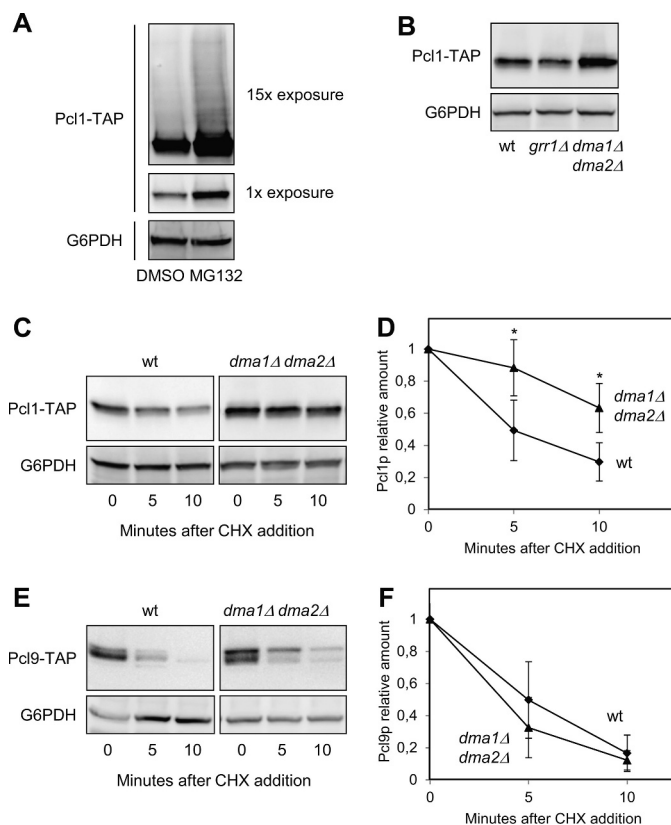 A
Pcl1-TAP
15x exposure
1x exposure
G6PDH
DMSO MG132
B
Pcl1-TAP
G6PDH
wt grr1Δ dma1Δ
dma2Δ
C
wt dma1Δ dma2Δ
Pcl1-TAP
G6PDH
0 5 10 0 5 10
Minutes after CHX addition
D
Pcl1p relative amount
1
0,8
0,6
0,4
0,2
0
* *
dma1Δ
dma2Δ
wt
0 5 10
Minutes after CHX addition
E
wt dma1Δ dma2Δ
Pcl9-TAP
G6PDH
0 5 10 0 5 10
Minutes after CHX addition
F
Pcl9p relative amount
1
0,8
0,6
0,4
0,2
0
wt
dma1Δ
dma2Δ
0 5 10
Minutes after CHX addition